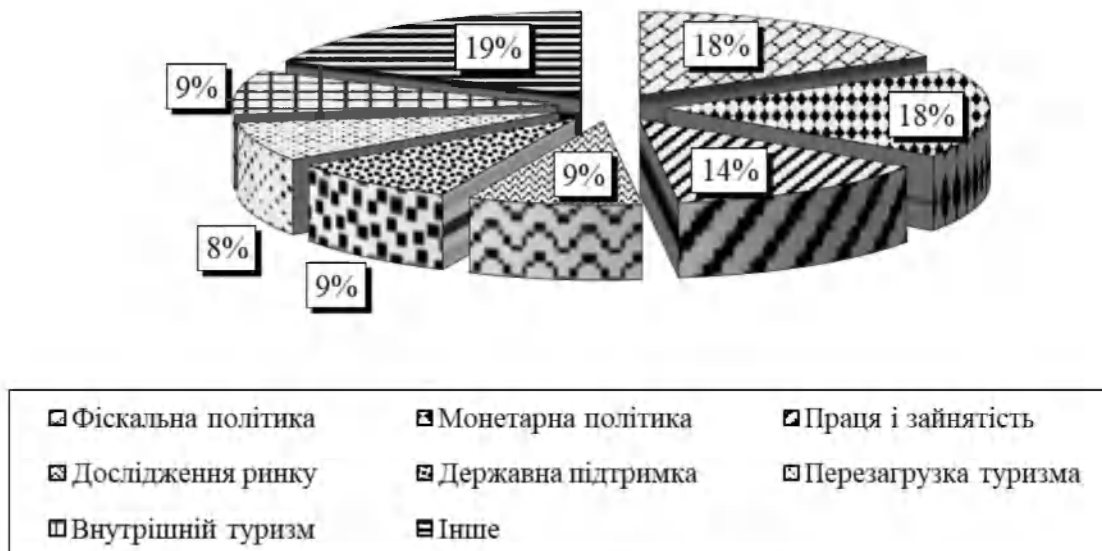 19%
18%
9%
18%
14%
9%
8%
9%
Фіскальна політика
Монетарна політика
Праця і зайнятість
Дослідження ринку
Державна підтримка
Перезагрузка туризма
Внутрішній туризм
Інше